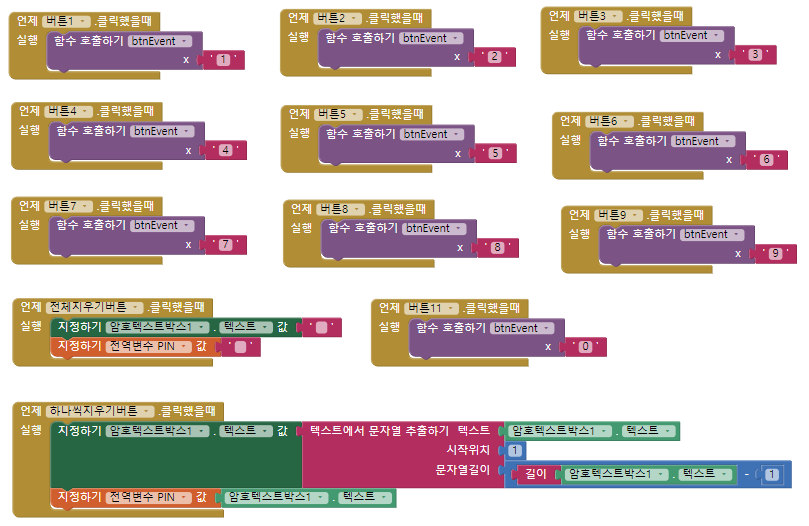 언제 버튼1 .클릭했을때
실행 함수 호출하기 btnEvent
x " 1 "
언제 버튼2 .클릭했을때
실행 함수 호출하기 btnEvent
x " 2 "
언제 버튼3 .클릭했을때
실행 함수 호출하기 btnEvent
x " 3 "
언제 버튼4 .클릭했을때
실행 함수 호출하기 btnEvent
x " 4 "
언제 버튼5 .클릭했을때
실행 함수 호출하기 btnEvent
x " 5 "
언제 버튼6 .클릭했을때
실행 함수 호출하기 btnEvent
x " 6 "
언제 버튼7 .클릭했을때
실행 함수 호출하기 btnEvent
x " 7 "
언제 버튼8 .클릭했을때
실행 함수 호출하기 btnEvent
x " 8 "
언제 버튼9 .클릭했을때
실행 함수 호출하기 btnEvent
x " 9 "
언제 전체지우기버튼 .클릭했을때
실행 지정하기 암호텍스트박스1 . 텍스트 값 " "
지정하기 전역변수 PIN 값 " "
언제 버튼11 .클릭했을때
실행 함수 호출하기 btnEvent
x " 0 "
언제 하나씩지우기버튼 .클릭했을때
실행 지정하기 암호텍스트박스1 . 텍스트 값 텍스트에서 문자열 추출하기 텍스트 암호텍스트박스1 . 텍스트
시작위치 1
문자열길이 길이 암호텍스트박스1 . 텍스트 - 1
지정하기 전역변수 PIN 값 암호텍스트박스1 . 텍스트